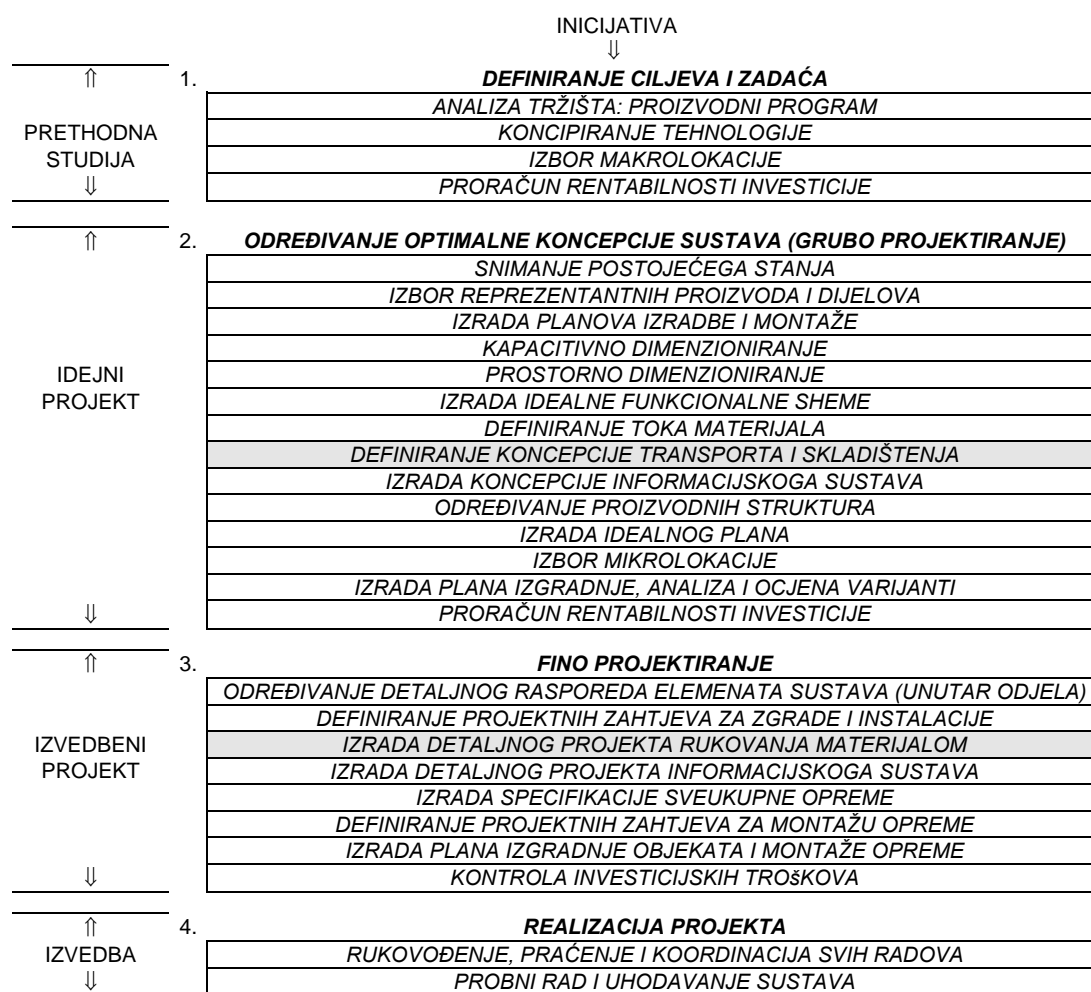 INICIJATIVA
⇓
⇑ 1. DEFINIRANJE CILJEVA I ZADAĆA
ANALIZA TRŽIŠTA: PROIZVODNI PROGRAM
PRETHODNA KONCIPIRANJE TEHNOLOGIJE
STUDIJA IZBOR MAKROLOKACIJE
⇓ PRORAČUN RENTABILNOSTI INVESTICIJE
⇑ 2. ODREĐIVANJE OPTIMALNE KONCEPCIJE SUSTAVA (GRUBO PROJEKTIRANJE)
SNIMANJE POSTOJEĆEGA STANJA
IZBOR REPREZENTANTNIH PROIZVODA I DIJELOVA
IZRADA PLANOVA IZRADBE I MONTAŽE
KAPACITIVNO DIMENZIONIRANJE
IDEJNI PROSTORNO DIMENZIONIRANJE
PROJEKT IZRADA IDEALNE FUNKCIONALNE SHEME
DEFINIRANJE TOKA MATERIJALA
DEFINIRANJE KONCEPCIJE TRANSPORTA I SKLADIŠTENJA
IZRADA KONCEPCIJE INFORMACIJSKOGA SUSTAVA
ODREĐIVANJE PROIZVODNIH STRUKTURA
IZRADA IDEALNOG PLANA
IZBOR MIKROLOKACIJE
IZRADA PLANA IZGRADNJE, ANALIZA I OCJENA VARIJANTI
⇓ PRORAČUN RENTABILNOSTI INVESTICIJE
⇑ 3. FINO PROJEKTIRANJE
ODREĐIVANJE DETALJNOG RASPOREDA ELEMENATA SUSTAVA (UNUTAR ODJELA)
DEFINIRANJE PROJEKTNIH ZAHTJEVA ZA ZGRADE I INSTALACIJE
IZVEDBENI IZRADA DETALJNOG PROJEKTA RUKOVANJA MATERIJALOM
PROJEKT IZRADA DETALJNOG PROJEKTA INFORMACIJSKOGA SUSTAVA
IZRADA SPECIFIKACIJE SVEUKUPNE OPREME
DEFINIRANJE PROJEKTNIH ZAHTJEVA ZA MONTAŽU OPREME
IZRADA PLANA IZGRADNJE OBJEKATA I MONTAŽE OPREME
⇓ KONTROLA INVESTICIJSKIH TROšKOVA
⇑ 4. REALIZACIJA PROJEKTA
IZVEDBA RUKOVOĐENJE, PRAĆENJE I KOORDINACIJA SVIH RADOVA
⇓ PROBNI RAD I UHODAVANJE SUSTAVA